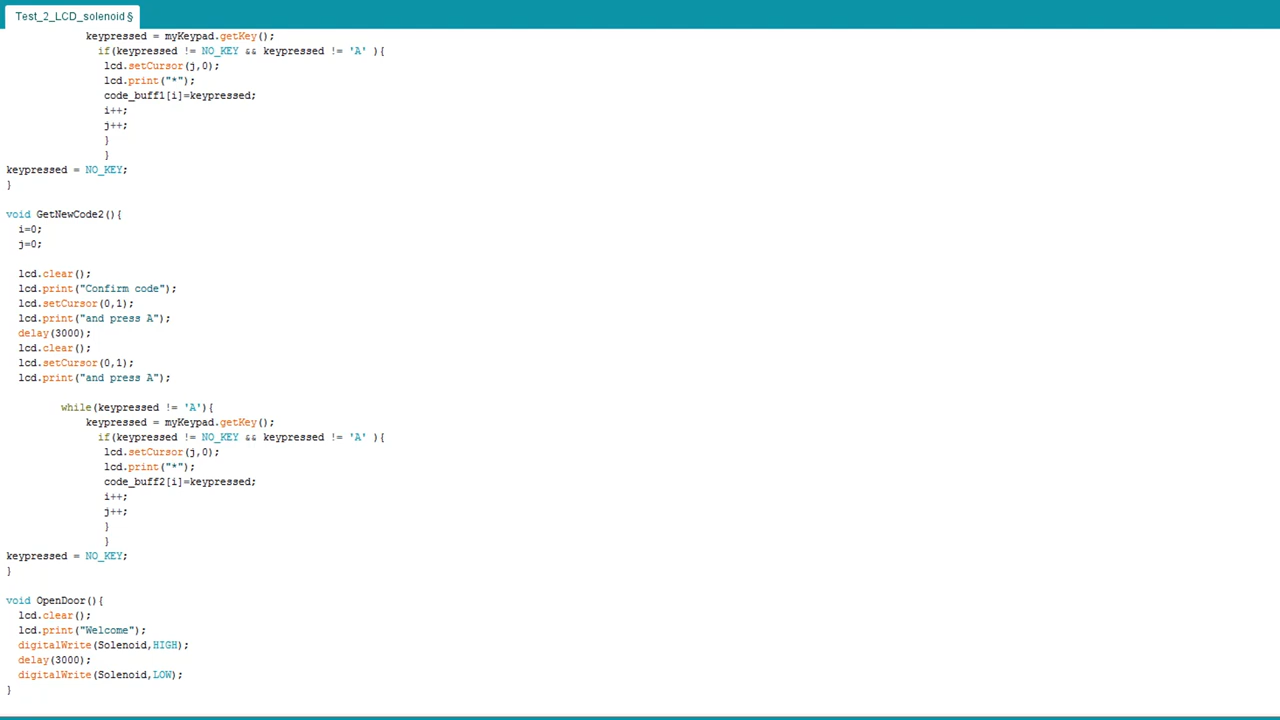 Test_2_LCD_solenoid §
keypressed = myKeypad.getKey();
if(keypressed != NO_KEY && keypressed != 'A' ){
lcd.setCursor(j,0);
lcd.print("*");
code_buff1[i]=keypressed;
i++;
j++;
}
}
keypressed = NO_KEY;
}
void GetNewCode2(){
i=0;
j=0;
lcd.clear();
lcd.print("Confirm code");
lcd.setCursor(0,1);
lcd.print("and press A");
delay(3000);
lcd.clear();
lcd.setCursor(0,1);
lcd.print("and press A");
while(keypressed != 'A'){
keypressed = myKeypad.getKey();
if(keypressed != NO_KEY && keypressed != 'A' ){
lcd.setCursor(j,0);
lcd.print("*");
code_buff2[i]=keypressed;
i++;
j++;
}
}
keypressed = NO_KEY;
}
void OpenDoor(){
lcd.clear();
lcd.print("Welcome");
digitalWrite(Solenoid,HIGH);
delay(3000);
digitalWrite(Solenoid,LOW);
}